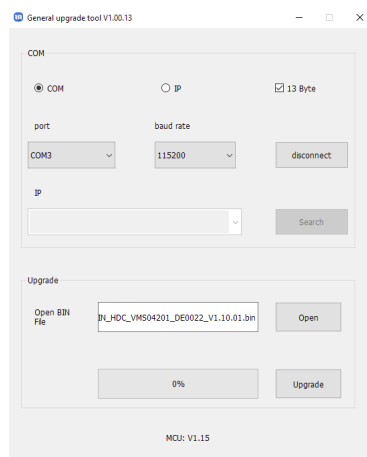 General upgrade tool V1.00.13
COM
COM
IP
13 Byte
port
baud rate
COM3
115200
disconnect
IP
Search
Upgrade
Open BIN
File
IN_HDC_VMS04201_DE0022_V1.10.01.bin
Open
0%
Upgrade
MCU: V1.15